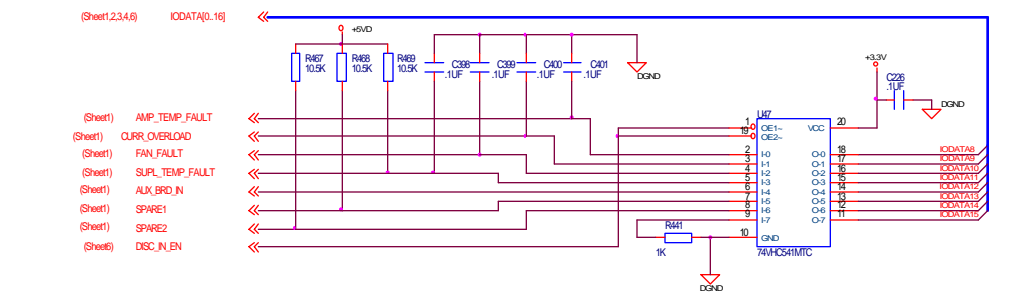 (Sheet1,2,3,4,6) IODATA[0..16]
+5VD
R467 10.5K
R468 10.5K
R469 10.5K
C398 .1UF
C399 .1UF
C400 .1UF
C401 .1UF
DGND
+3.3V
C226 .1UF
DGND
(Sheet1) AMP_TEMP_FAULT
(Sheet1) CURR_OVERLOAD
(Sheet1) FAN_FAULT
(Sheet1) SUPL_TEMP_FAULT
(Sheet1) AUX_BRD_IN
(Sheet1) SPARE1
(Sheet1) SPARE2
(Sheet6) DISC_IN_EN
U47
1 OE1~ VCC 20
19 OE2~
2 I-0 O-0 18 IODATA8
3 I-1 O-1 17 IODATA9
4 I-2 O-2 16 IODATA10
5 I-3 O-3 15 IODATA11
6 I-4 O-4 14 IODATA12
7 I-5 O-5 13 IODATA13
8 I-6 O-6 12 IODATA14
9 I-7 O-7 11 IODATA15
10 GND
74VHC541MTC
R441
1K
DGND